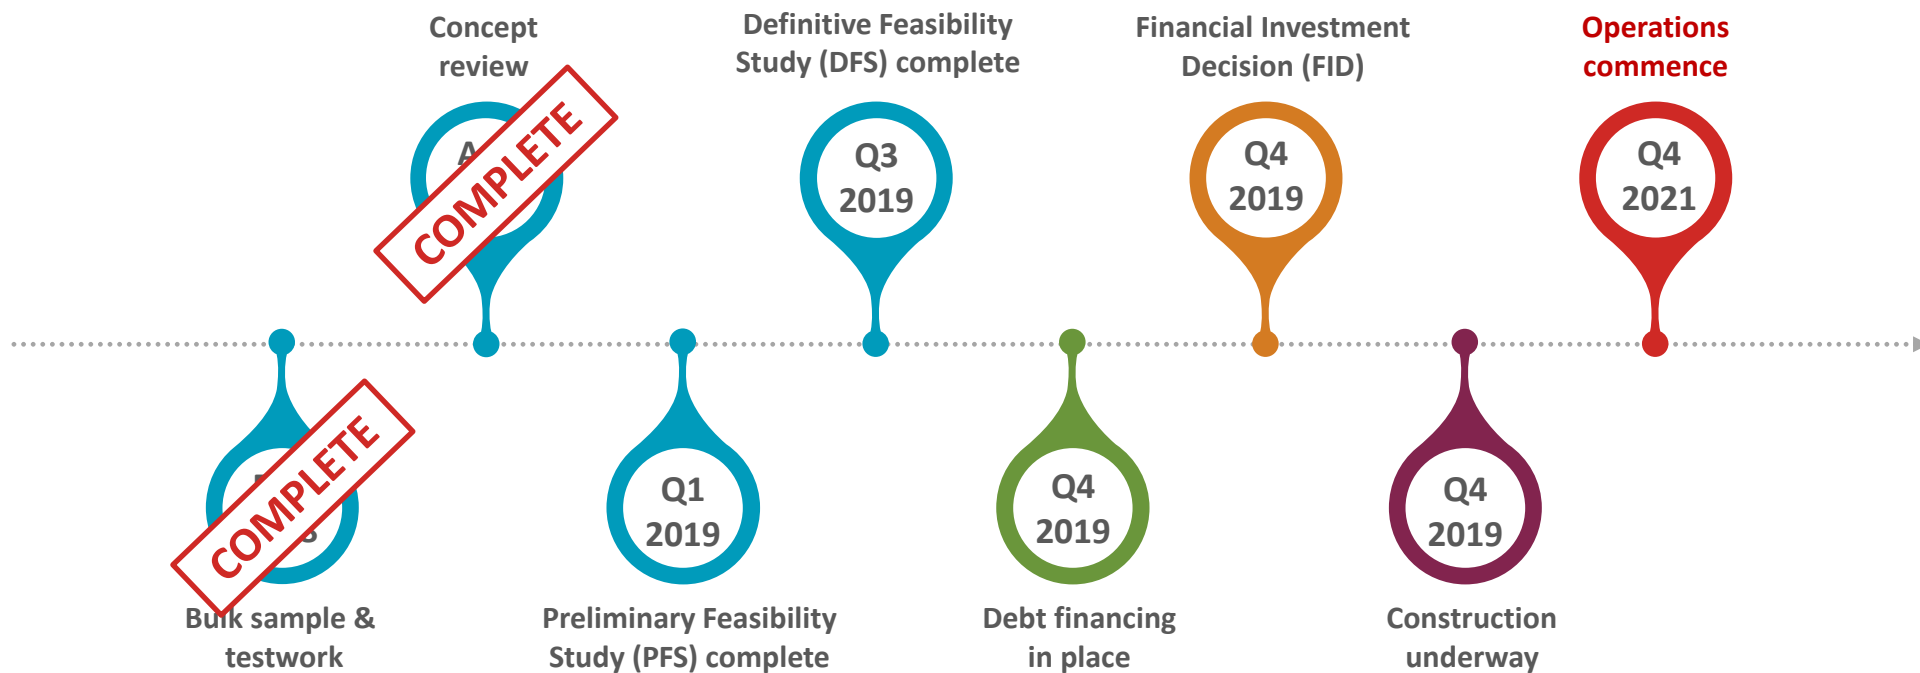 Concept
review
COMPLETE
Definitive Feasibility
Study (DFS) complete
Q3
2019
Financial Investment
Decision (FID)
Q4
2019
Operations
commence
Q4
2021
COMPLETE
Bulk sample &
testwork
Q1
2019
Preliminary Feasibility
Study (PFS) complete
Q4
2019
Debt financing
in place
Q4
2019
Construction
underway